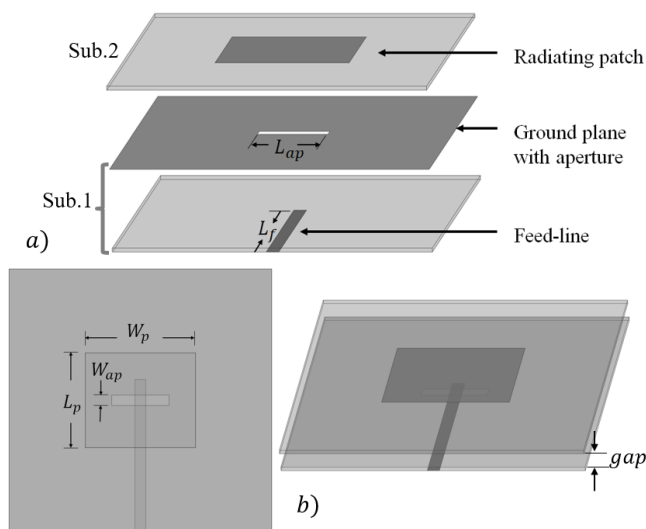 Sub.2
Radiating patch
Ground plane
with aperture
L_ap
Sub.1
L_f
Feed-line
a)
W_p
W_ap
L_p
gap
b)